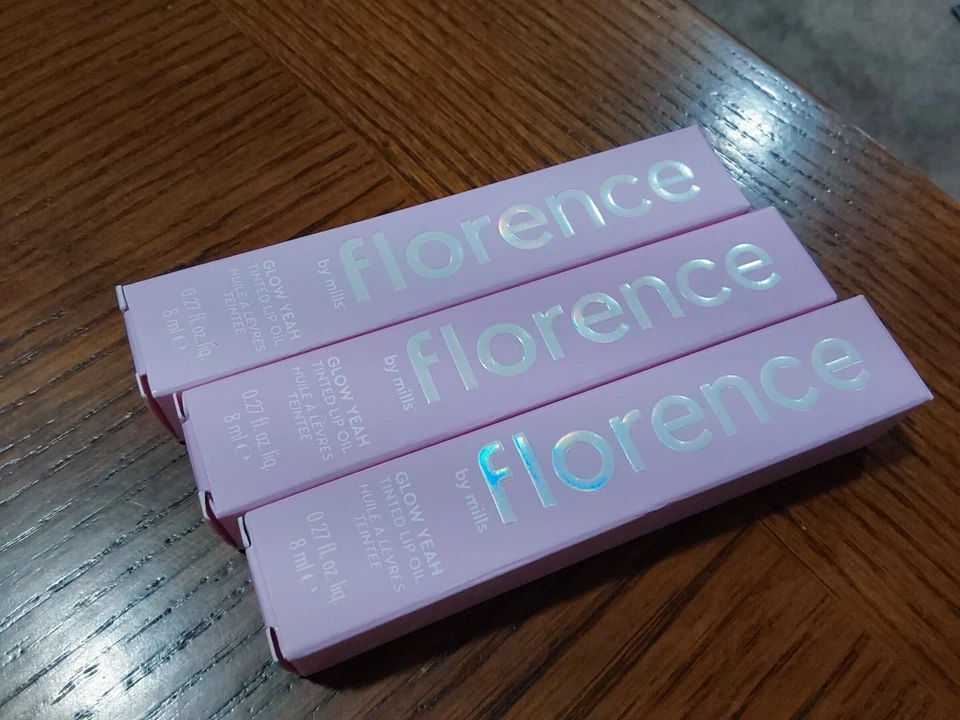 florence
by mills
GLOW YEAH
TINTED LIP OIL
HUILE À LÈVRES
TEINTÉE
0.27 fl.oz.liq.
8 ml ℮
florence
by mills
GLOW YEAH
TINTED LIP OIL
HUILE À LÈVRES
TEINTÉE
0.27 fl.oz.liq.
8 ml ℮
florence
by mills
GLOW YEAH
TINTED LIP OIL
HUILE À LÈVRES
TEINTÉE
0.27 fl.oz.liq.
8 ml ℮